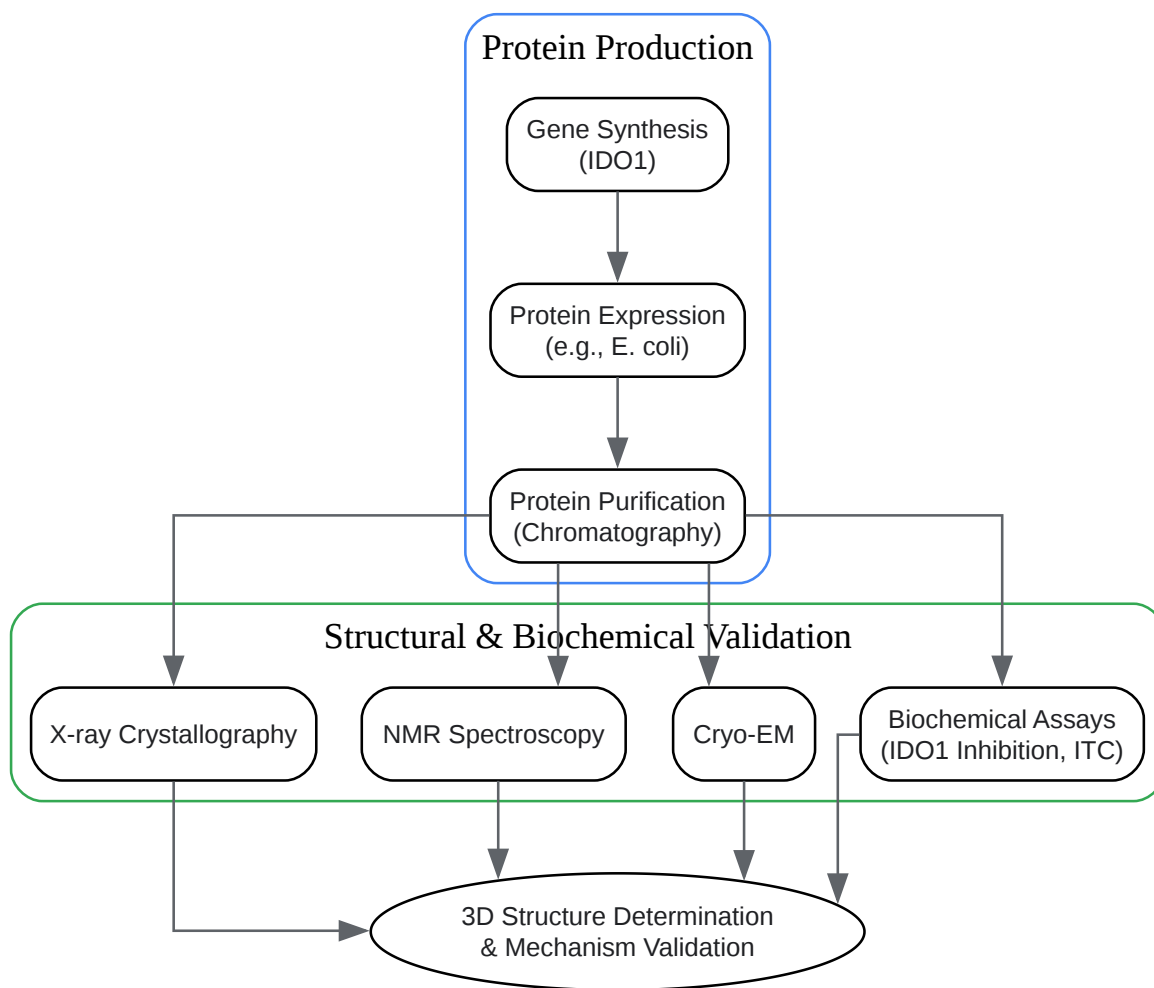 Protein Production
Gene Synthesis
(IDO1)
Protein Expression
(e.g., E. coli)
Protein Purification
(Chromatography)
Structural & Biochemical Validation
X-ray Crystallography
NMR Spectroscopy
Cryo-EM
Biochemical Assays
(IDO1 Inhibition, ITC)
3D Structure Determination
& Mechanism Validation